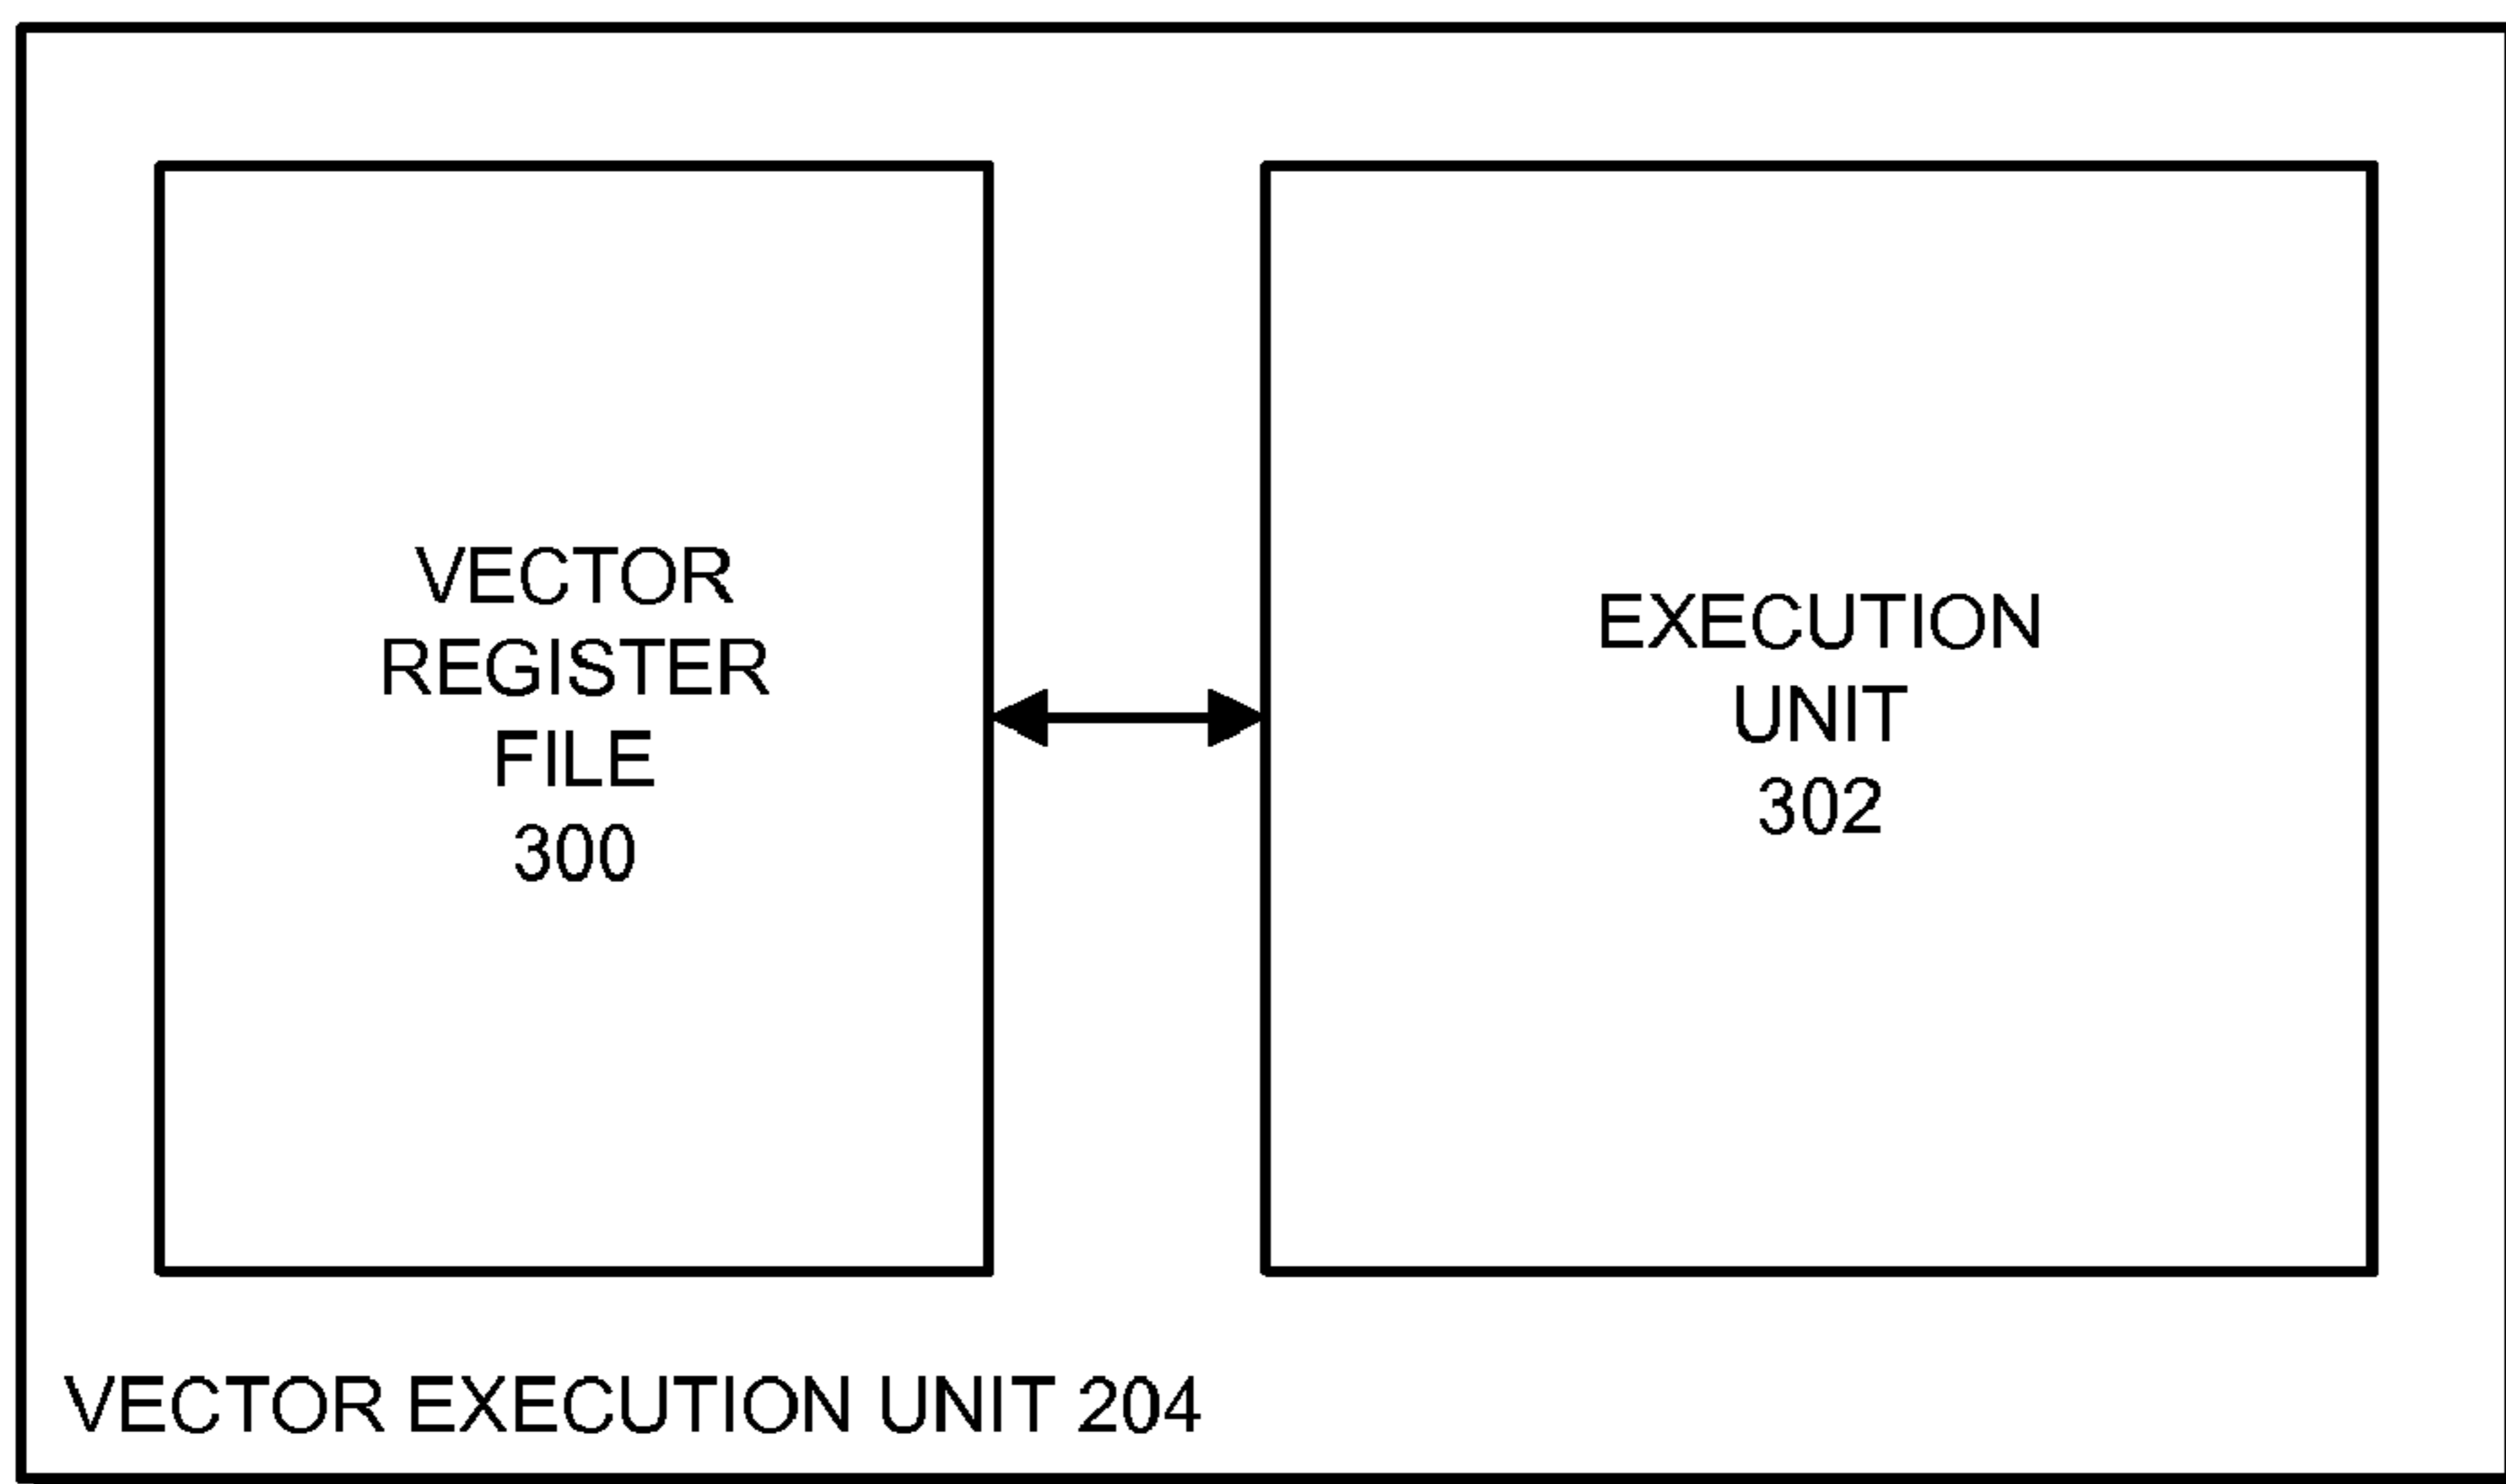 VECTOR
REGISTER
FILE
300
EXECUTION
UNIT
302
VECTOR EXECUTION UNIT 204